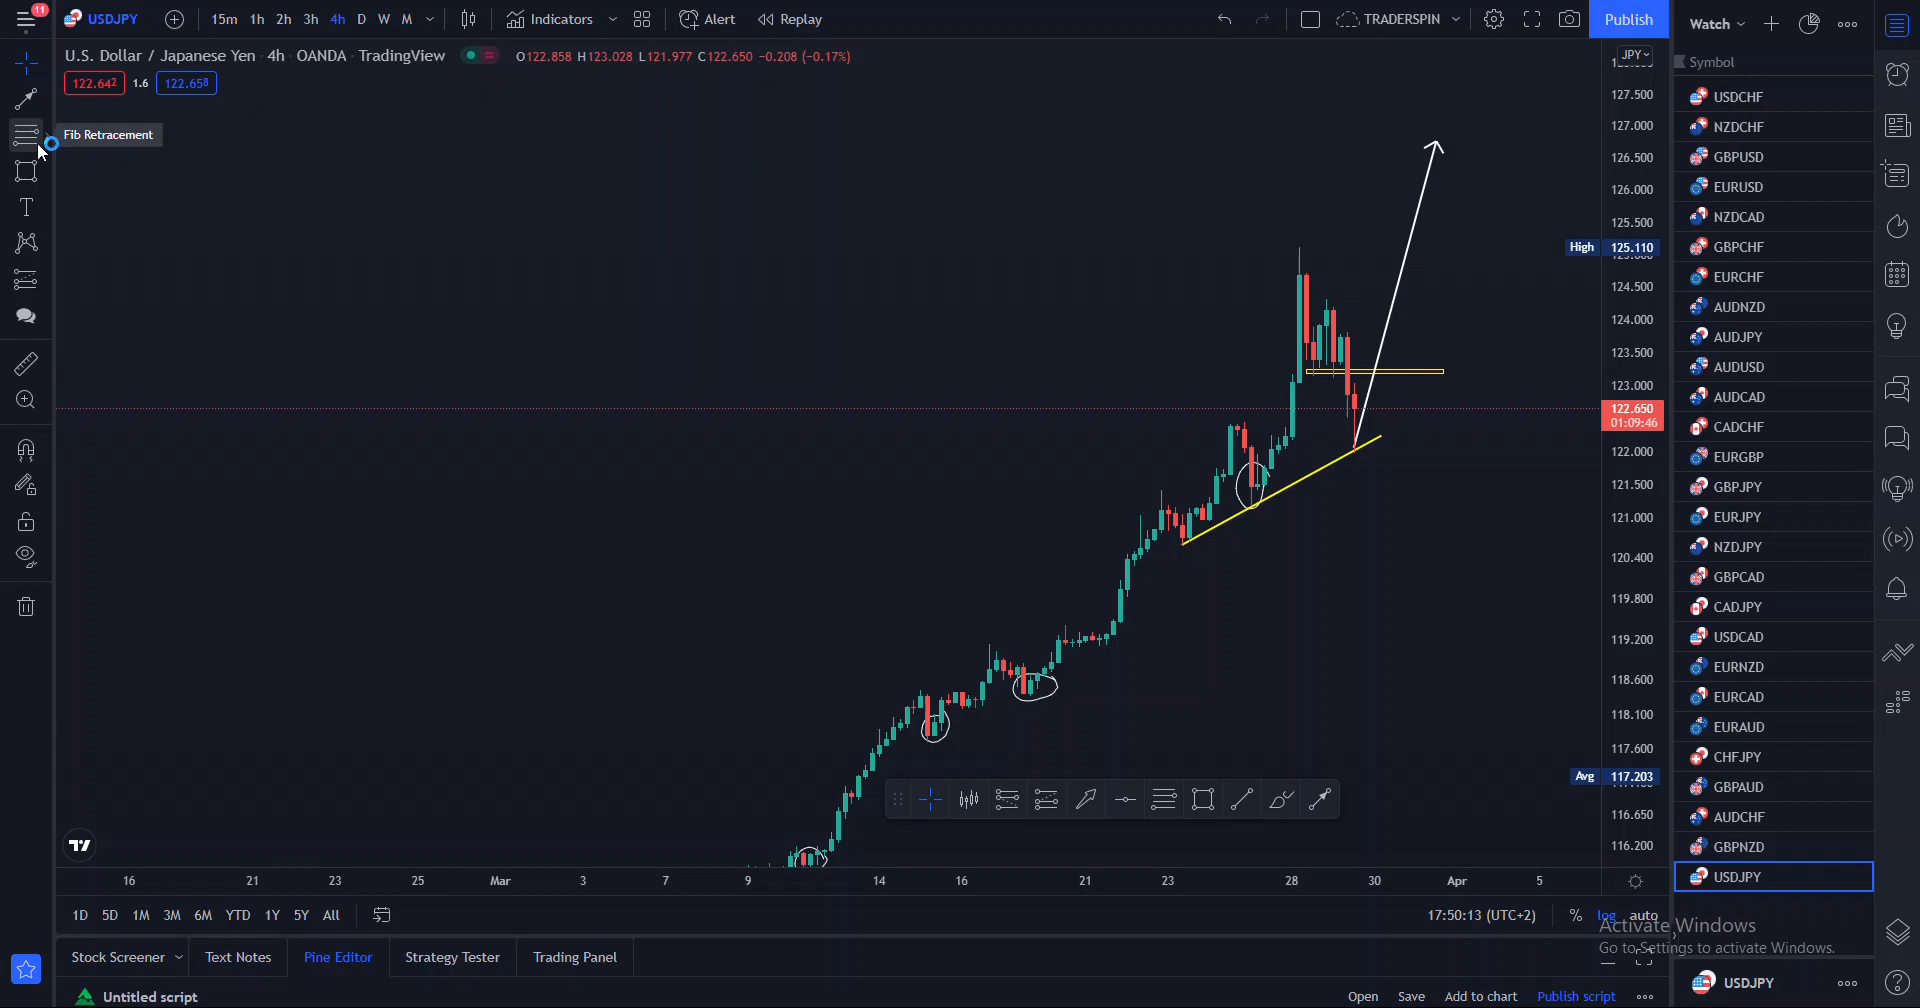 11
USDJPY
15m 1h 2h 3h 4h D W M
Indicators
Alert
Replay
TRADERSPIN
Publish
Watch
U.S. Dollar / Japanese Yen · 4h · OANDA · TradingView
O122.858 H123.028 L121.977 C122.650 −0.208 (−0.17%)
122.642 1.6 122.658
Fib Retracement
JPY
127.500
127.000
126.500
126.000
125.500
High 125.110
124.500
124.000
123.500
123.000
122.650
01:09:46
122.000
121.500
121.000
120.400
119.800
119.200
118.600
118.100
117.600
Avg 117.203
116.650
116.200
16 21 23 25 Mar 3 7 9 14 16 21 23 28 30 Apr 5
1D 5D 1M 3M 6M YTD 1Y 5Y All
17:50:13 (UTC+2) % log auto
Stock Screener Text Notes Pine Editor Strategy Tester Trading Panel
Untitled script
Open Save Add to chart Publish script
Symbol
USDCHF
NZDCHF
GBPUSD
EURUSD
NZDCAD
GBPCHF
EURCHF
AUDNZD
AUDJPY
AUDUSD
AUDCAD
CADCHF
EURGBP
GBPJPY
EURJPY
NZDJPY
GBPCAD
CADJPY
USDCAD
EURNZD
EURCAD
EURAUD
CHFJPY
GBPAUD
AUDCHF
GBPNZD
USDJPY
Activate Windows
Go to Settings to activate Windows.
USDJPY